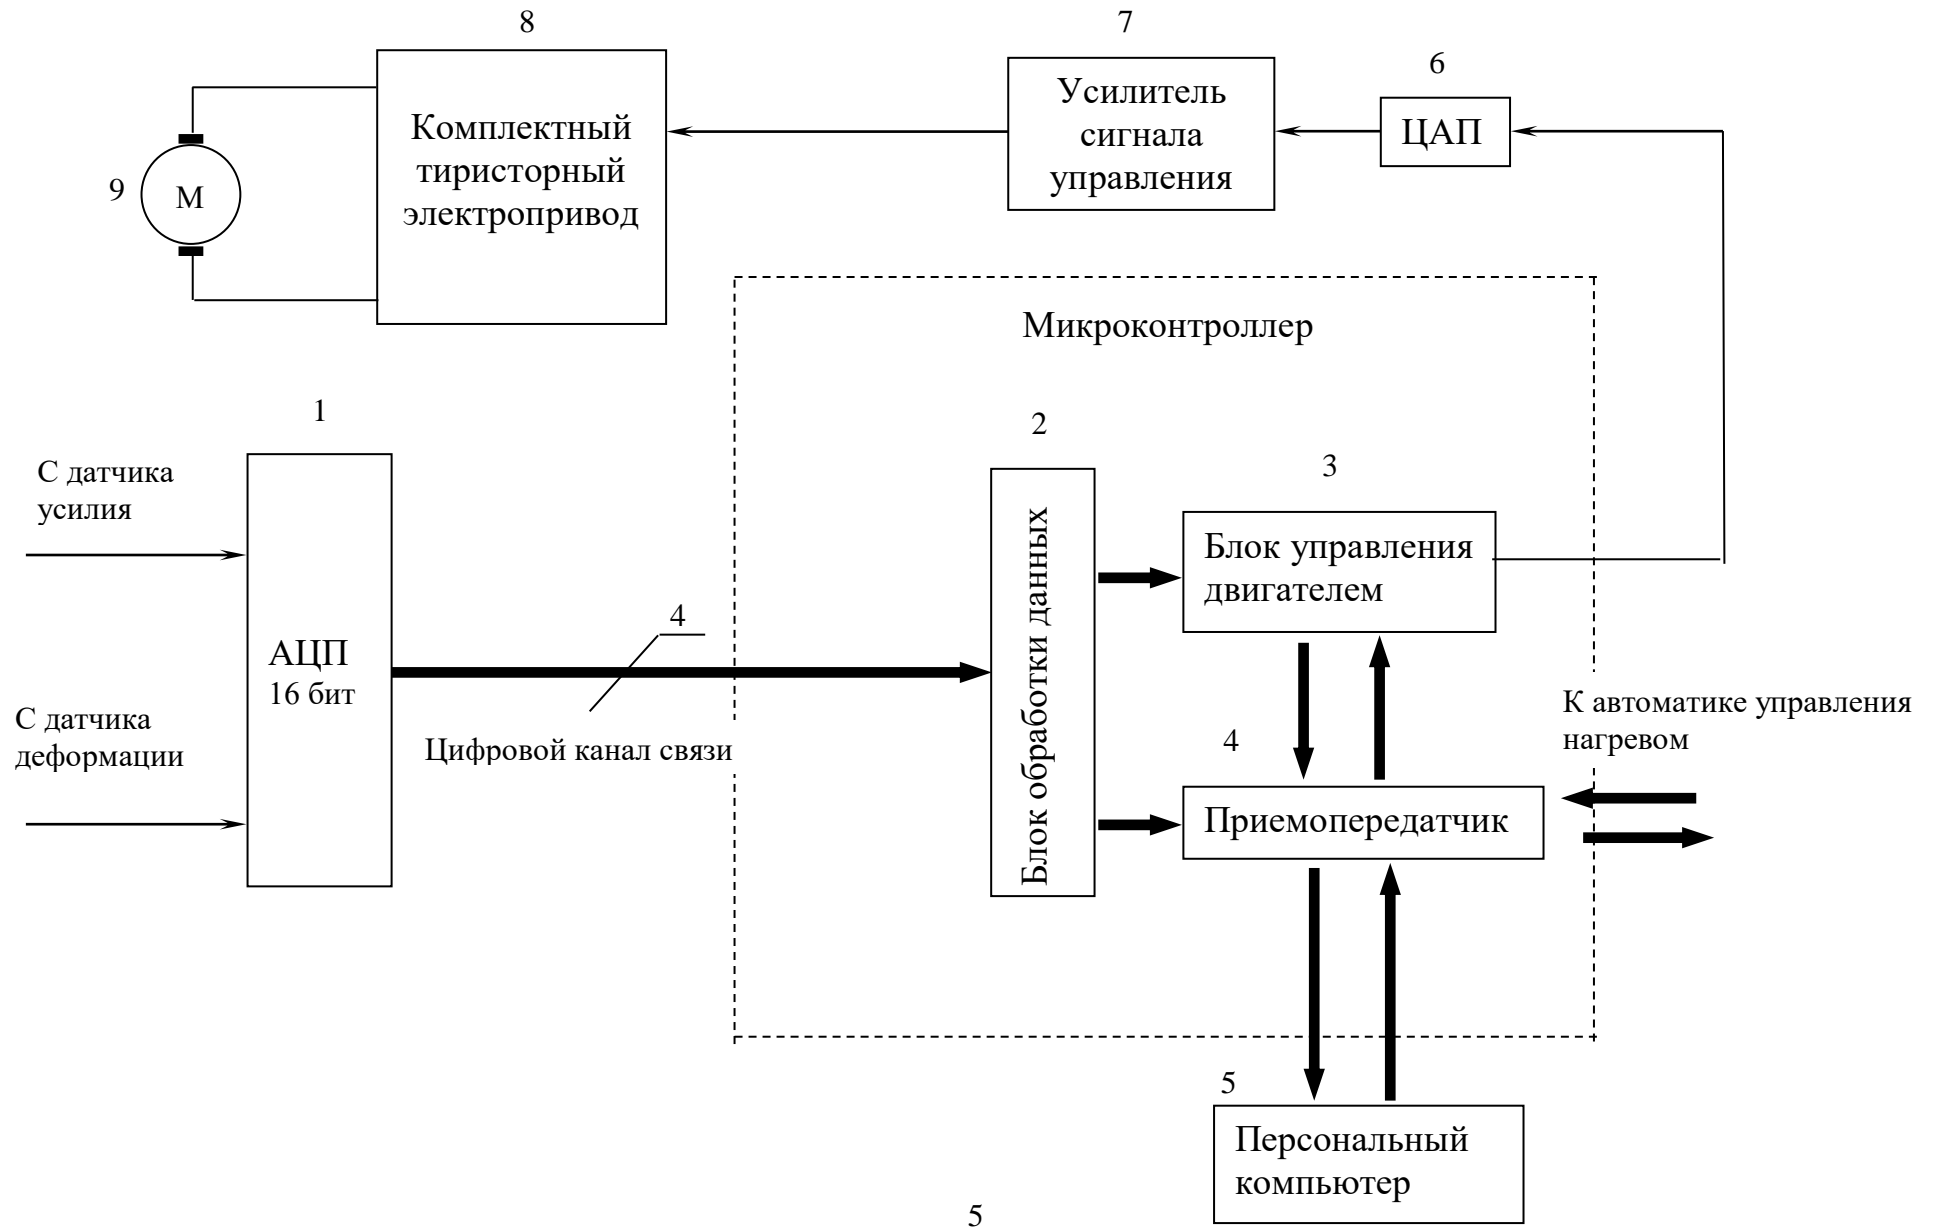 8
7
6
Комплектный
тиристорный
электропривод
Усилитель
сигнала
управления
ЦАП
9
М
Микроконтроллер
1
2
3
С датчика
усилия
АЦП
16 бит
С датчика
деформации
4
Цифровой канал связи
Блок обработки данных
Блок управления
двигателем
К автоматике управления
нагревом
4
Приемопередатчик
5
Персональный
компьютер
5